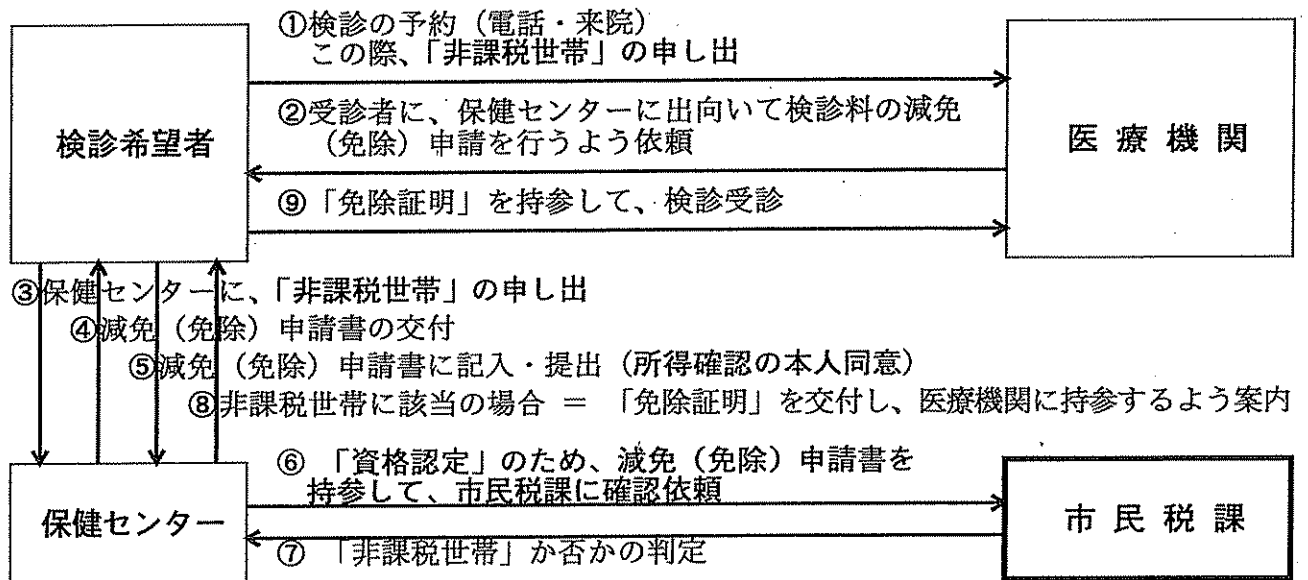 ①検診の予約（電話・来院）
この際、「非課税世帯」の申し出
②受診者に、保健センターに出向いて検診料の減免
（免除）申請を行うよう依頼
検診希望者
医療機関
⑨「免除証明」を持参して、検診受診
③保健センターに、「非課税世帯」の申し出
④減免（免除）申請書の交付
⑤減免（免除）申請書に記入・提出（所得確認の本人同意）
⑧非課税世帯に該当の場合 ＝ 「免除証明」を交付し、医療機関に持参するよう案内
⑥ 「資格認定」のため、減免（免除）申請書を
持参して、市民税課に確認依頼
保健センター
市民税課
⑦ 「非課税世帯」か否かの判定